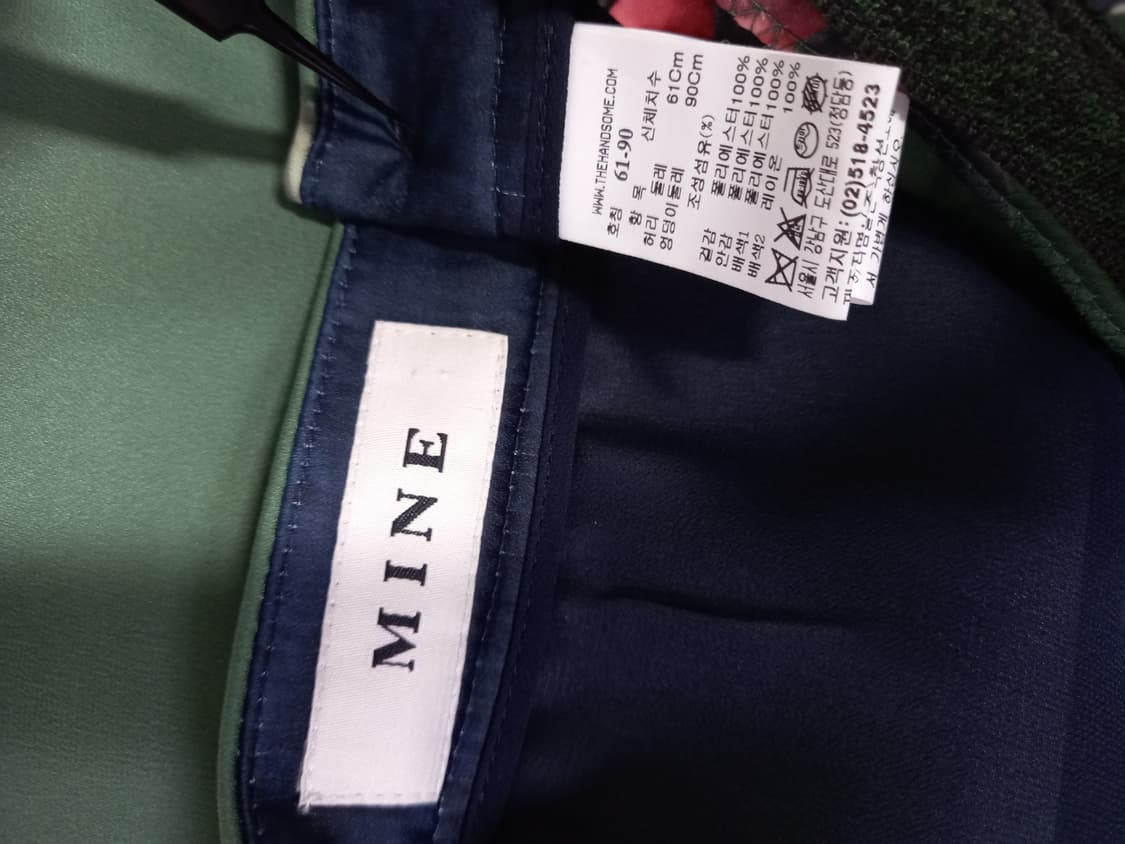 MINE
WWW.THEHANDSOME.COM
호칭 61-90
항 목 신체치수
허리 둘레 61Cm
엉덩이둘레 90Cm
조성섬유(%)
겉감 폴리에스터100%
안감 폴리에스터100%
배색1 폴리에스터100%
배색2 레이온 100%
서울시 강남구 도산대로 523(청담동)
고객지원: (02)518-4523